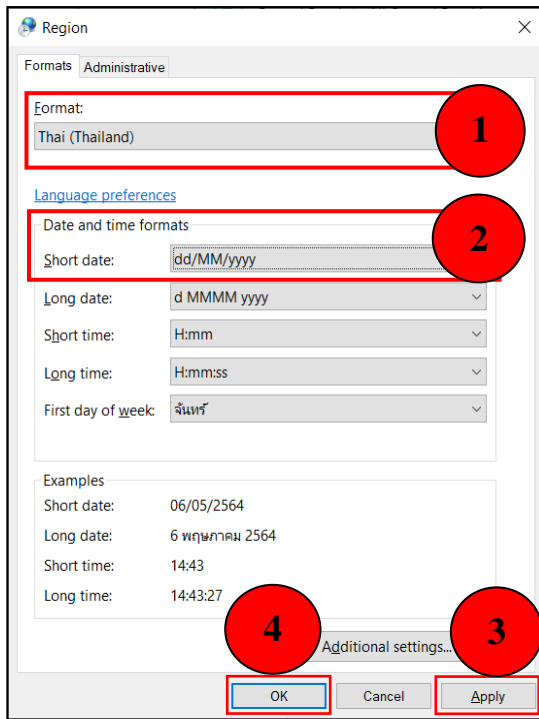 Region
Formats Administrative
Format:
Thai (Thailand)
1
Language preferences
Date and time formats
2
Short date: dd/MM/yyyy
Long date: d MMMM yyyy
Short time: H:mm
Long time: H:mm:ss
First day of week: จันทร์
Examples
Short date: 06/05/2564
Long date: 6 พฤษภาคม 2564
Short time: 14:43
Long time: 14:43:27
4
3
Additional settings...
OK Cancel Apply